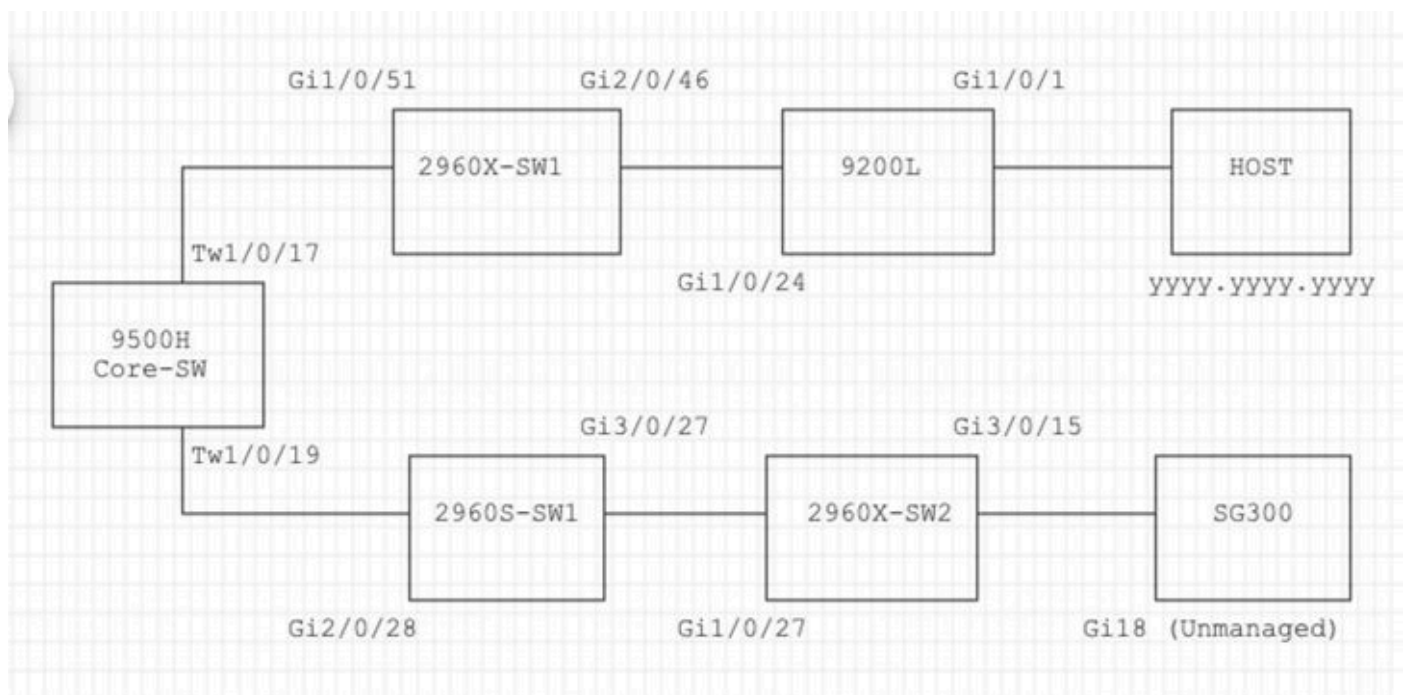 Gi1/0/51 Gi2/0/46 Gi1/0/1
2960X-SW1 9200L HOST
Tw1/0/17
Gi1/0/24 yyyy.yyyy.yyyy
9500H
Core-SW
Gi3/0/27 Gi3/0/15
Tw1/0/19
2960S-SW1 2960X-SW2 SG300
Gi2/0/28 Gi1/0/27 Gi18 (Unmanaged)